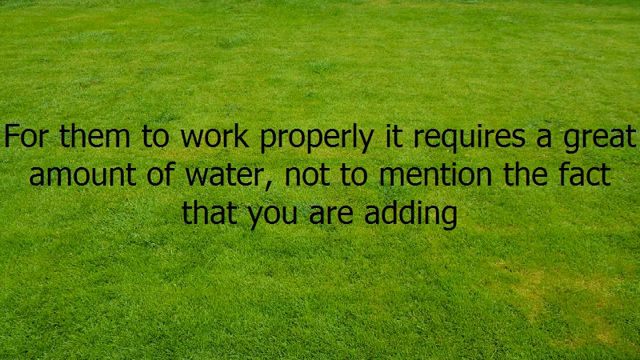 For them to work properly it requires a great
amount of water, not to mention the fact
that you are adding